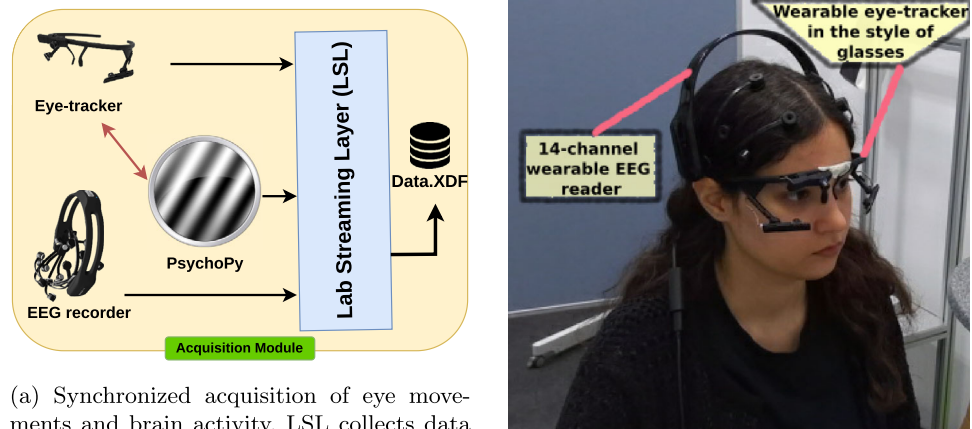 Eye-tracker
PsychoPy
EEG recorder
Lab Streaming Layer (LSL)
Data.XDF
Acquisition Module
(a) Synchronized acquisition of eye move-
ments and brain activity. LSL collects data
Wearable eye-tracker
in the style of
glasses
14-channel
wearable EEG
reader